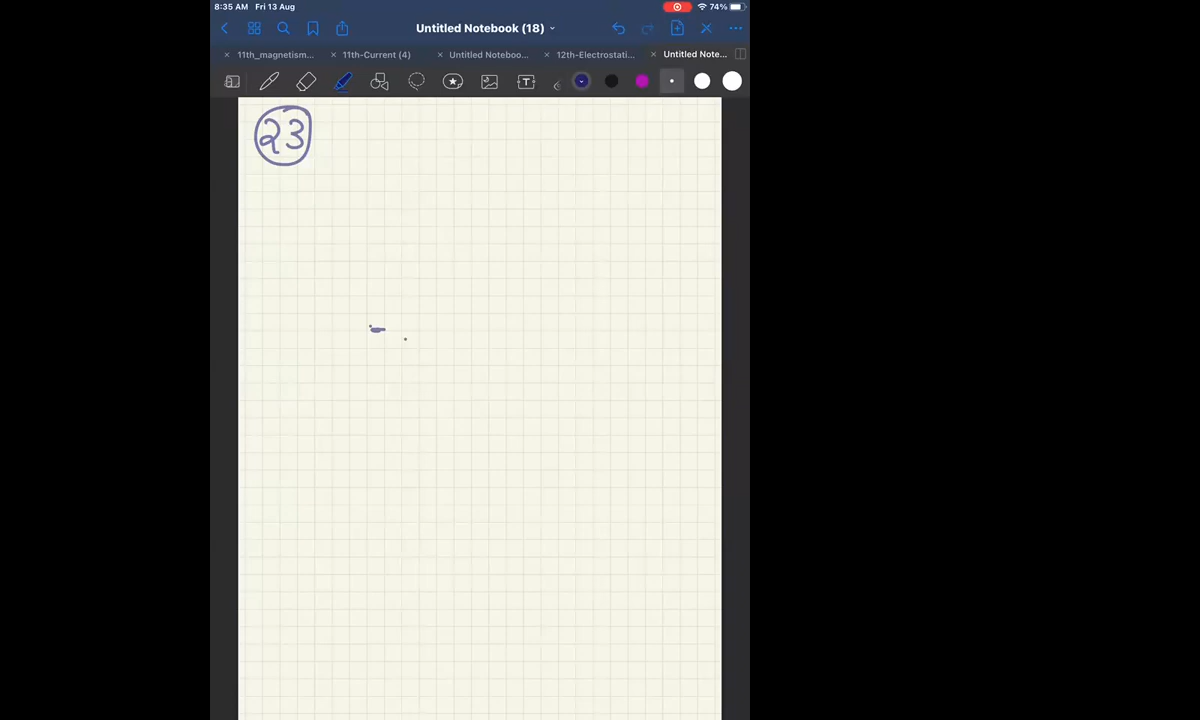 8:35 AM Fri 13 Aug 74%
Untitled Notebook (18)
11th_magnetism... 11th-Current (4) Untitled Noteboo... 12th-Electrostati... Untitled Note...
23